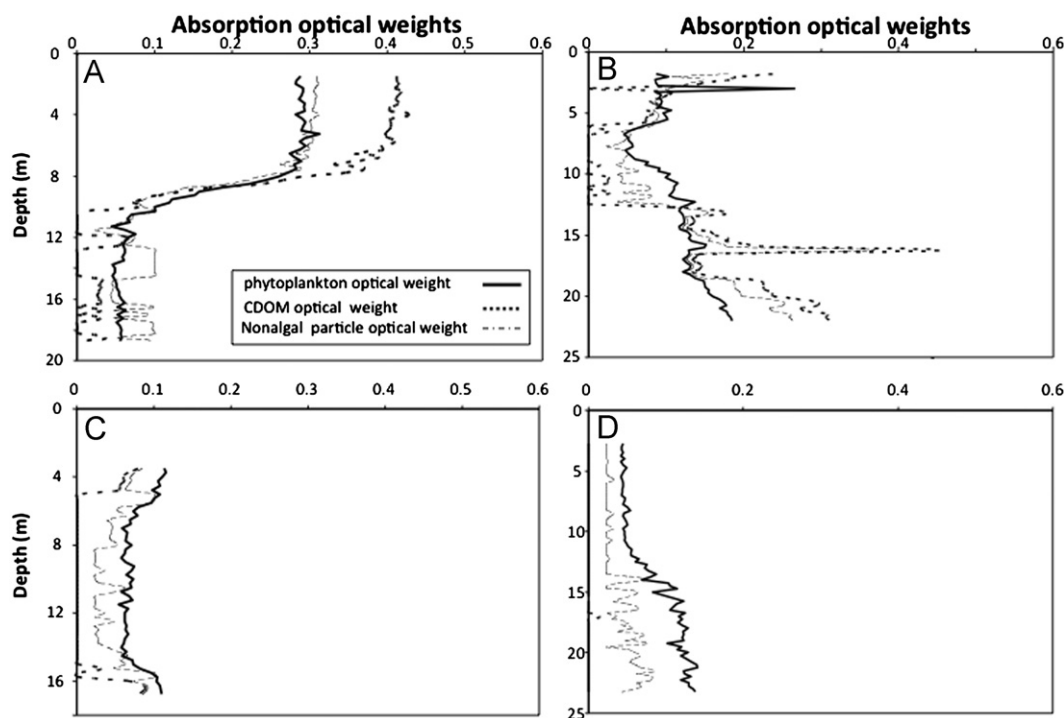 Absorption optical weights
Absorption optical weights
0 0.1 0.2 0.3 0.4 0.5 0.6
0 0.2 0.4 0.6
A
B
Depth (m)
0
4
8
12
16
20
0
5
10
15
20
25
phytoplankton optical weight
CDOM optical weight
Nonalgal particle optical weight
0 0.1 0.2 0.3 0.4 0.5 0.6
0 0.2 0.4 0.6
C
D
Depth (m)
0
4
8
12
16
0
5
10
15
20
25